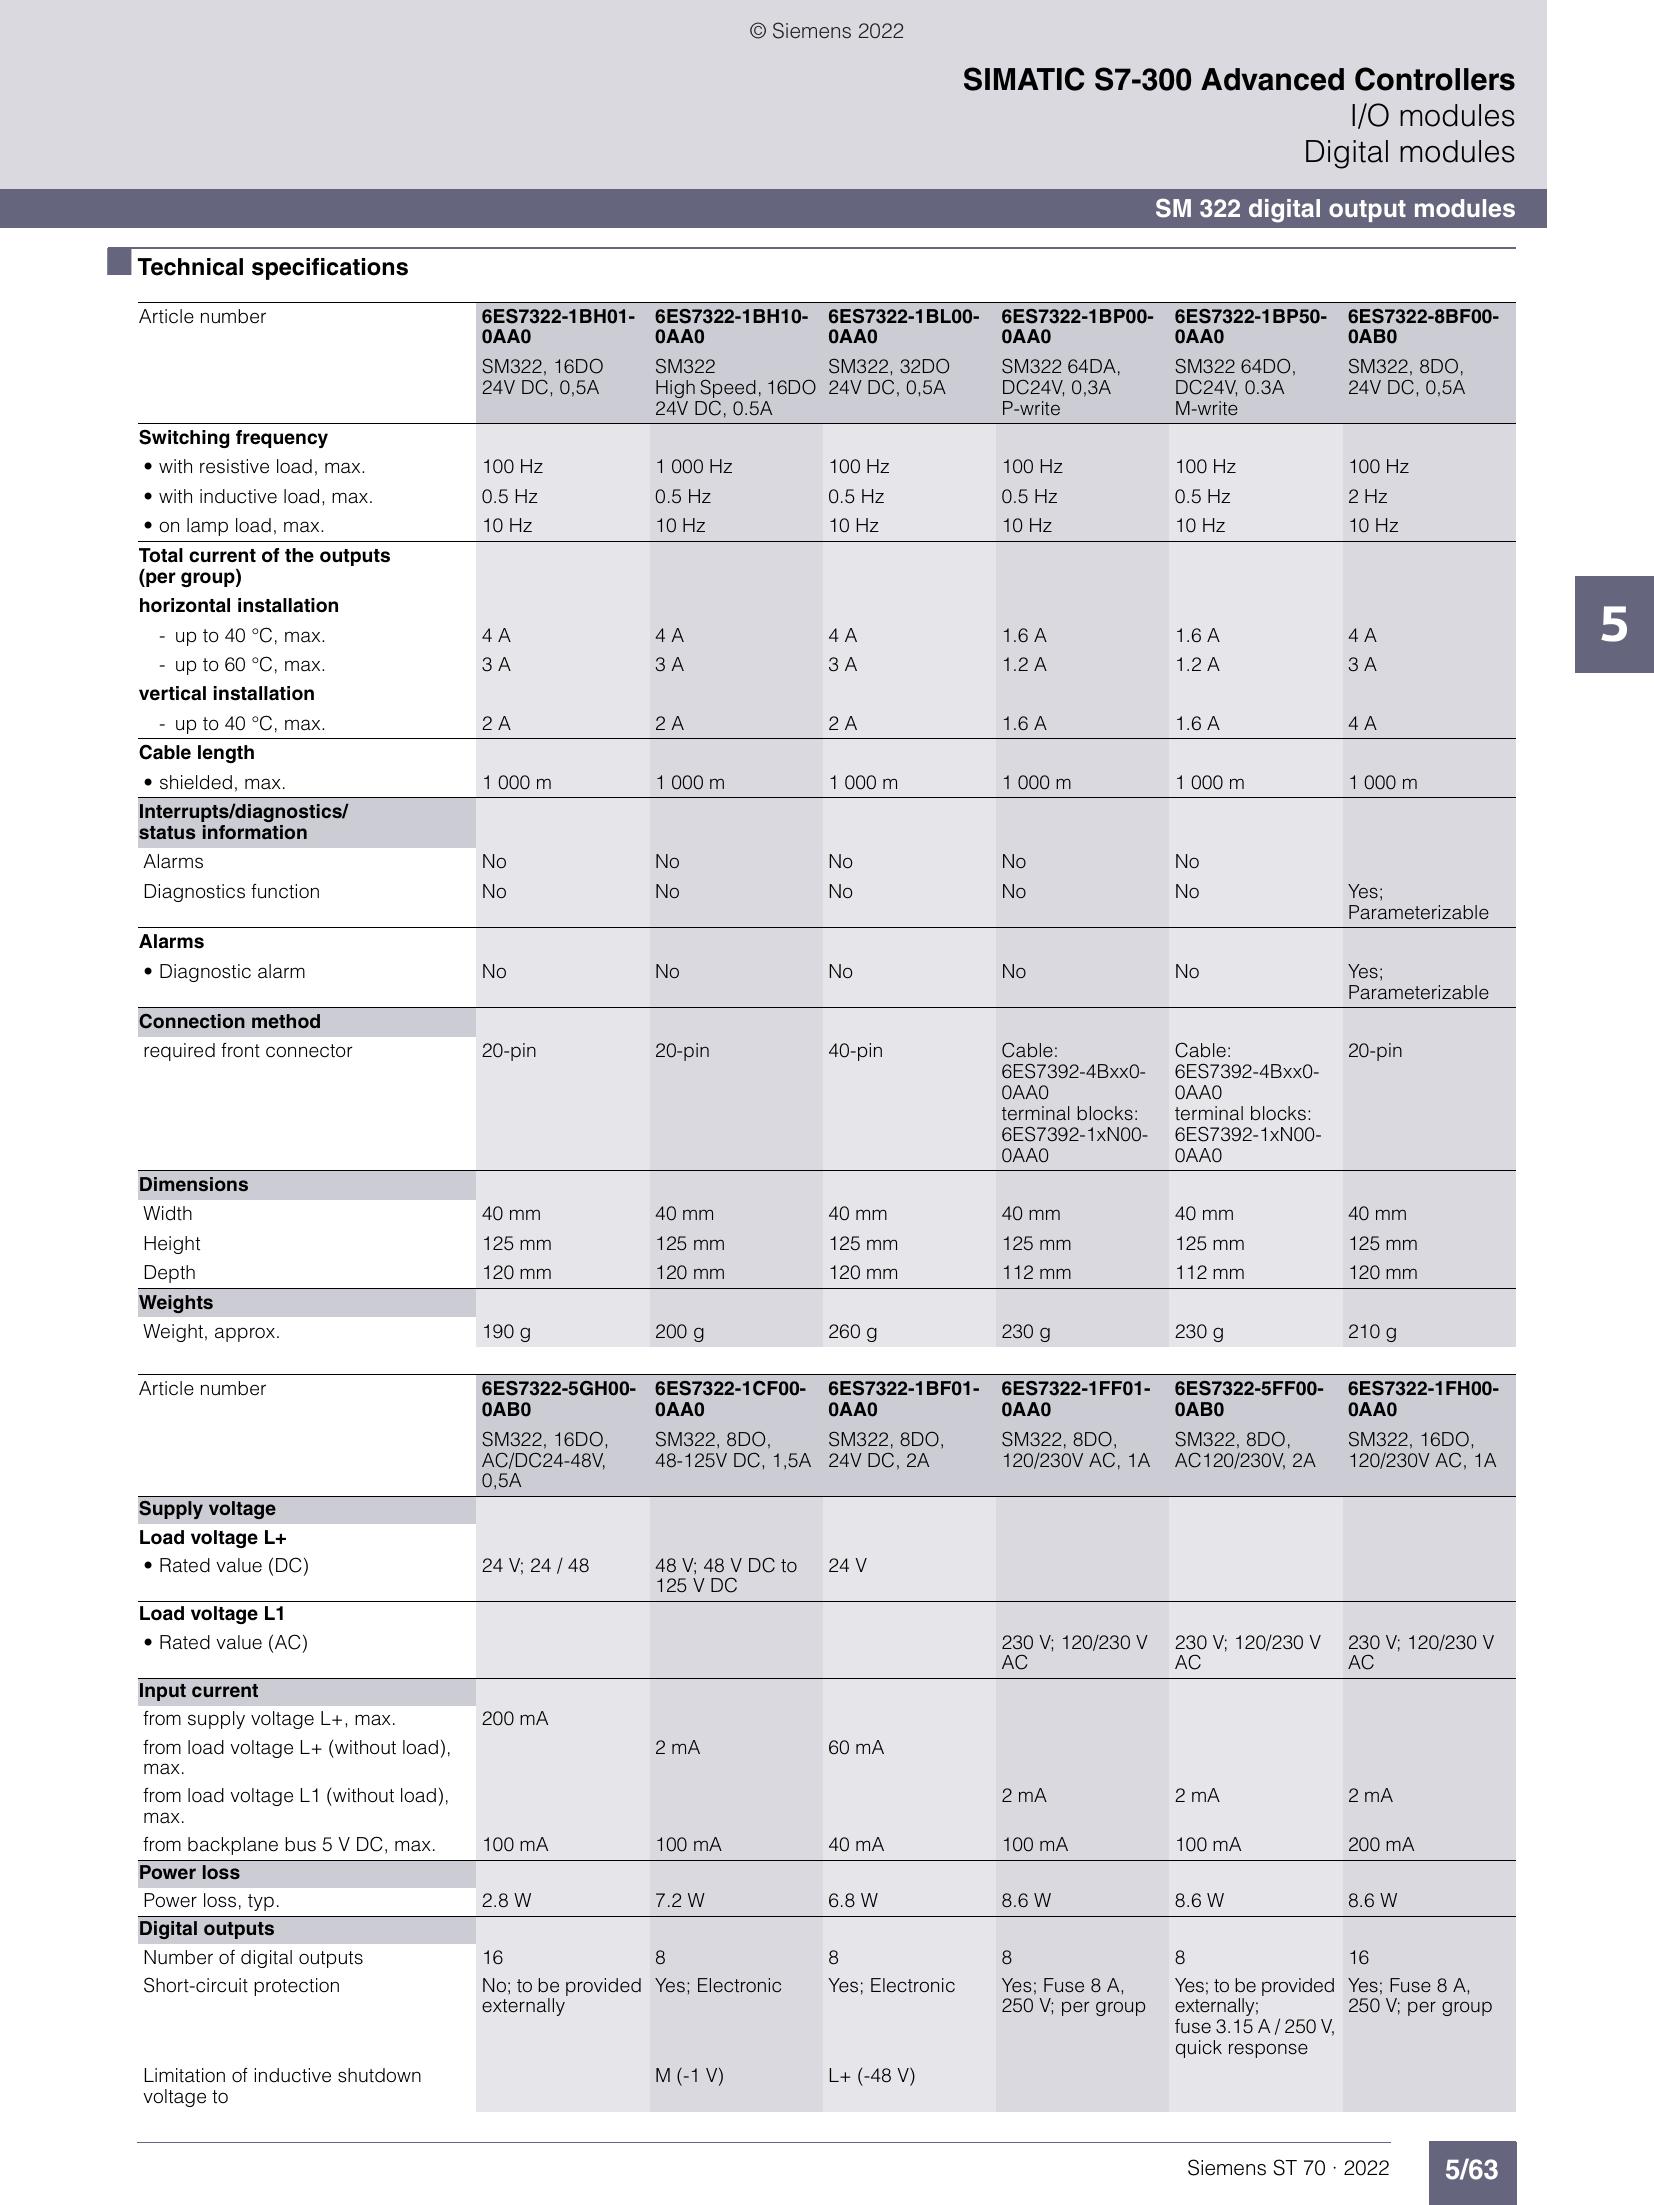 © Siemens 2022
SIMATIC S7-300 Advanced Controllers
I/O modules
Digital modules
SM 322 digital output modules
Technical specifications
Article number 6ES7322-1BH01- 6ES7322-1BH10- 6ES7322-1BL00- 6ES7322-1BP00- 6ES7322-1BP50- 6ES7322-8BF00-
0AA0 0AA0 0AA0 0AA0 0AA0 0AB0
SM322, 16DO SM322 SM322, 32DO SM322 64DA, SM322 64DO, SM322, 8DO,
24V DC, 0,5A High Speed, 16DO 24V DC, 0,5A DC24V, 0,3A DC24V, 0.3A 24V DC, 0,5A
24V DC, 0.5A P-write M-write
Switching frequency
• with resistive load, max. 100 Hz 1 000 Hz 100 Hz 100 Hz 100 Hz 100 Hz
• with inductive load, max. 0.5 Hz 0.5 Hz 0.5 Hz 0.5 Hz 0.5 Hz 2 Hz
• on lamp load, max. 10 Hz 10 Hz 10 Hz 10 Hz 10 Hz 10 Hz
Total current of the outputs
(per group)
horizontal installation
- up to 40 °C, max. 4 A 4 A 4 A 1.6 A 1.6 A 4 A
- up to 60 °C, max. 3 A 3 A 3 A 1.2 A 1.2 A 3 A
vertical installation
- up to 40 °C, max. 2 A 2 A 2 A 1.6 A 1.6 A 4 A
Cable length
• shielded, max. 1 000 m 1 000 m 1 000 m 1 000 m 1 000 m 1 000 m
Interrupts/diagnostics/
status information
Alarms No No No No No
Diagnostics function No No No No No Yes;
Parameterizable
Alarms
• Diagnostic alarm No No No No No Yes;
Parameterizable
Connection method
required front connector 20-pin 20-pin 40-pin Cable: Cable: 20-pin
6ES7392-4Bxx0- 6ES7392-4Bxx0-
0AA0 0AA0
terminal blocks: terminal blocks:
6ES7392-1xN00- 6ES7392-1xN00-
0AA0 0AA0
Dimensions
Width 40 mm 40 mm 40 mm 40 mm 40 mm 40 mm
Height 125 mm 125 mm 125 mm 125 mm 125 mm 125 mm
Depth 120 mm 120 mm 120 mm 112 mm 112 mm 120 mm
Weights
Weight, approx. 190 g 200 g 260 g 230 g 230 g 210 g
Article number 6ES7322-5GH00- 6ES7322-1CF00- 6ES7322-1BF01- 6ES7322-1FF01- 6ES7322-5FF00- 6ES7322-1FH00-
0AB0 0AA0 0AA0 0AA0 0AB0 0AA0
SM322, 16DO, SM322, 8DO, SM322, 8DO, SM322, 8DO, SM322, 8DO, SM322, 16DO,
AC/DC24-48V, 48-125V DC, 1,5A 24V DC, 2A 120/230V AC, 1A AC120/230V, 2A 120/230V AC, 1A
0,5A
Supply voltage
Load voltage L+
• Rated value (DC) 24 V; 24 / 48 48 V; 48 V DC to 24 V
125 V DC
Load voltage L1
• Rated value (AC) 230 V; 120/230 V 230 V; 120/230 V 230 V; 120/230 V
AC AC AC
Input current
from supply voltage L+, max. 200 mA
from load voltage L+ (without load), 2 mA 60 mA
max.
from load voltage L1 (without load), 2 mA 2 mA 2 mA
max.
from backplane bus 5 V DC, max. 100 mA 100 mA 40 mA 100 mA 100 mA 200 mA
Power loss
Power loss, typ. 2.8 W 7.2 W 6.8 W 8.6 W 8.6 W 8.6 W
Digital outputs
Number of digital outputs 16 8 8 8 8 16
Short-circuit protection No; to be provided Yes; Electronic Yes; Electronic Yes; Fuse 8 A, Yes; to be provided Yes; Fuse 8 A,
externally 250 V; per group externally; 250 V; per group
fuse 3.15 A / 250 V,
quick response
Limitation of inductive shutdown M (-1 V) L+ (-48 V)
voltage to
5
Siemens ST 70 · 2022 5/63